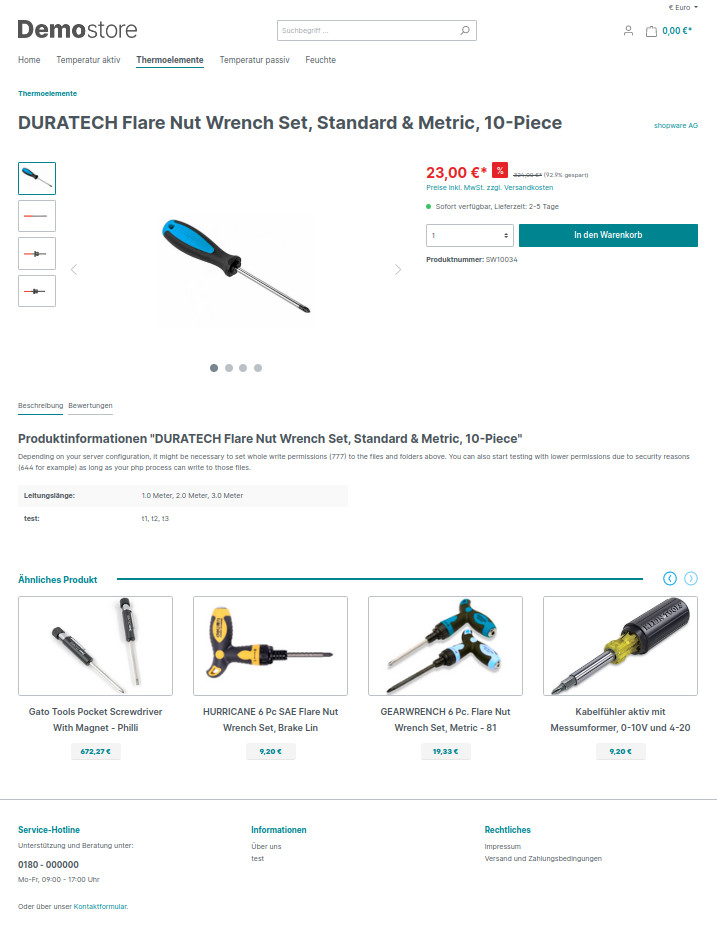 € Euro
Demostore
Suchbegriff ...
0,00 €*
Home Temperatur aktiv Thermoelemente Temperatur passiv Feuchte
Thermoelemente
DURATECH Flare Nut Wrench Set, Standard & Metric, 10-Piece
shopware AG
23,00 €* % 324,00 €* (92.9% gespart)
Preise inkl. MwSt. zzgl. Versandkosten
Sofort verfügbar, Lieferzeit: 2-5 Tage
1 In den Warenkorb
Produktnummer: SW10034
Beschreibung Bewertungen
Produktinformationen "DURATECH Flare Nut Wrench Set, Standard & Metric, 10-Piece"
Depending on your server configuration, it might be necessary to set whole write permissions (777) to the files and folders above. You can also start testing with lower permissions due to security reasons
(644 for example) as long as your php process can write to those files.
Leitungslänge: 1.0 Meter, 2.0 Meter, 3.0 Meter
test: t1, t2, t3
Ähnliches Produkt
Gato Tools Pocket Screwdriver
With Magnet - Philli
672,27 €
HURRICANE 6 Pc SAE Flare Nut
Wrench Set, Brake Lin
9,20 €
GEARWRENCH 6 Pc. Flare Nut
Wrench Set, Metric - 81
19,33 €
Kabelfühler aktiv mit
Messumformer, 0-10V und 4-20
9,20 €
Service-Hotline
Unterstützung und Beratung unter:
0180 - 000000
Mo-Fr, 09:00 - 17:00 Uhr
Oder über unser Kontaktformular.
Informationen
Über uns
test
Rechtliches
Impressum
Versand und Zahlungsbedingungen